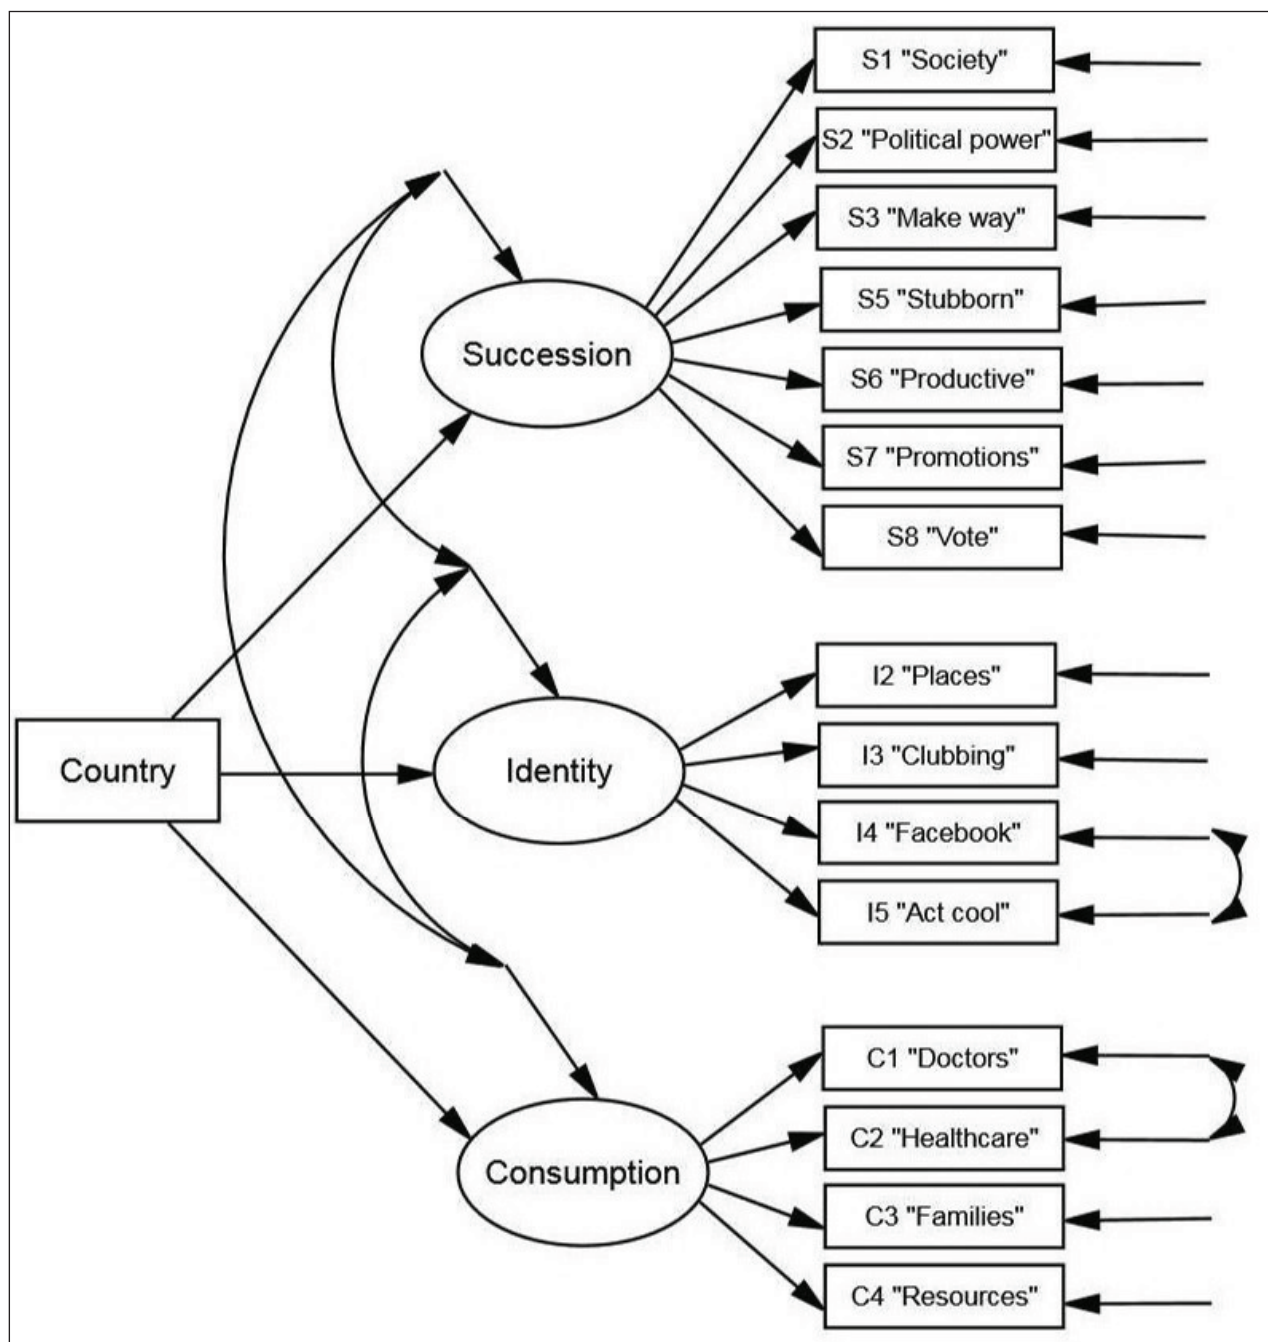 S1 "Society"
S2 "Political power"
S3 "Make way"
S5 "Stubborn"
Succession
S6 "Productive"
S7 "Promotions"
S8 "Vote"
I2 "Places"
Country
Identity
I3 "Clubbing"
I4 "Facebook"
I5 "Act cool"
C1 "Doctors"
C2 "Healthcare"
Consumption
C3 "Families"
C4 "Resources"